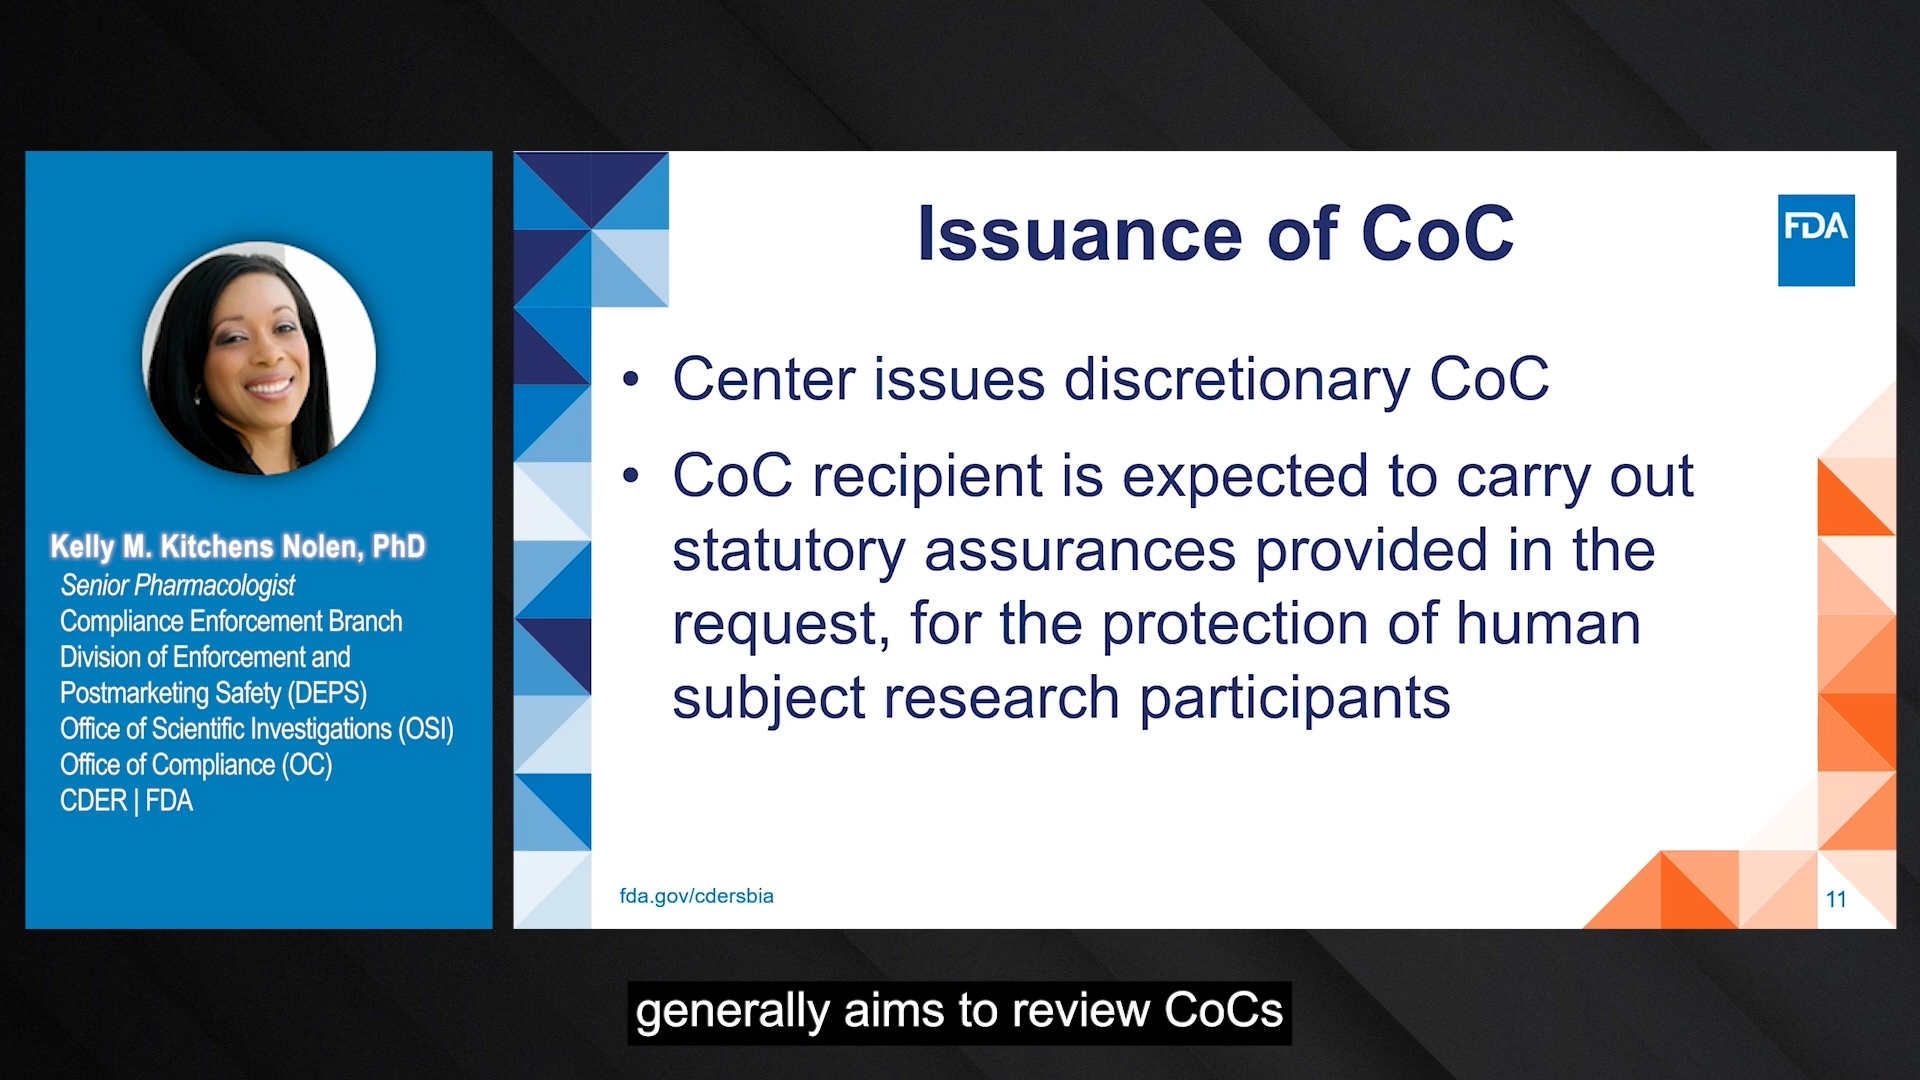 Kelly M. Kitchens Nolen, PhD
Senior Pharmacologist
Compliance Enforcement Branch
Division of Enforcement and
Postmarketing Safety (DEPS)
Office of Scientific Investigations (OSI)
Office of Compliance (OC)
CDER | FDA
Issuance of CoC
FDA
• Center issues discretionary CoC
• CoC recipient is expected to carry out
statutory assurances provided in the
request, for the protection of human
subject research participants
fda.gov/cdersbia
11
generally aims to review CoCs